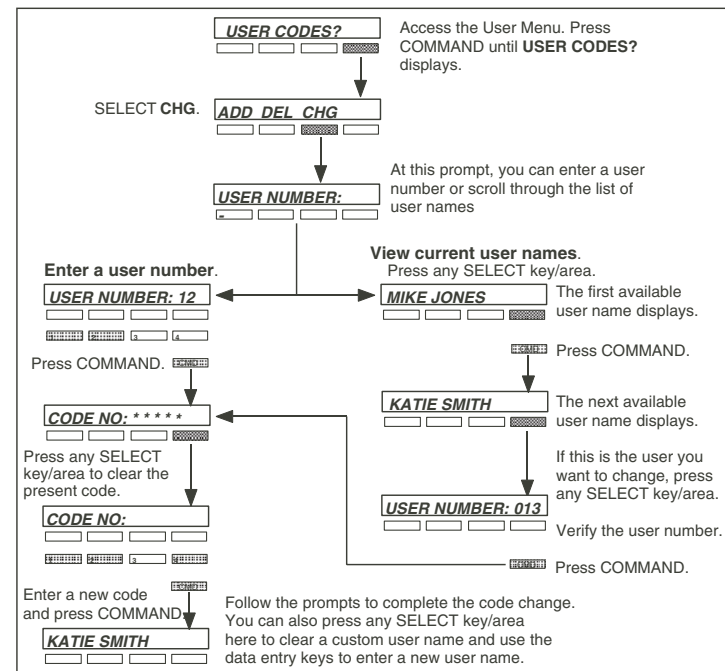 USER CODES?
Access the User Menu. Press
COMMAND until USER CODES?
displays.
SELECT CHG.
ADD DEL CHG
At this prompt, you can enter a user
number or scroll through the list of
user names
USER NUMBER:
Enter a user number.
USER NUMBER: 12
3 4
Press COMMAND.
CMD
CODE NO: * * * * *
Press any SELECT
key/area to clear the
present code.
CODE NO:
3
CMD
Enter a new code
and press COMMAND.
KATIE SMITH
View current user names.
Press any SELECT key/area.
MIKE JONES
The first available
user name displays.
CMD
Press COMMAND.
KATIE SMITH
The next available
user name displays.
If this is the user you
want to change, press
any SELECT key/area.
USER NUMBER: 013
Verify the user number.
CMD
Press COMMAND.
Follow the prompts to complete the code change.
You can also press any SELECT key/area
here to clear a custom user name and use the
data entry keys to enter a new user name.